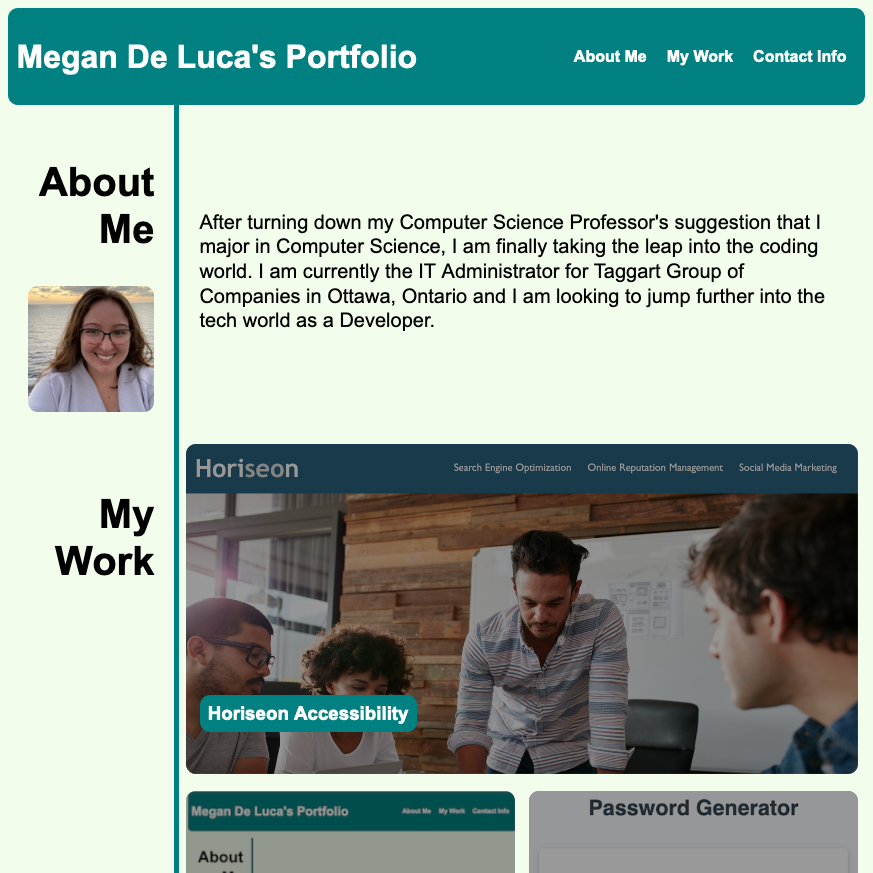 Megan De Luca's Portfolio
About Me My Work Contact Info
About
Me
After turning down my Computer Science Professor's suggestion that I
major in Computer Science, I am finally taking the leap into the coding
world. I am currently the IT Administrator for Taggart Group of
Companies in Ottawa, Ontario and I am looking to jump further into the
tech world as a Developer.
My
Work
Horiseon
Search Engine Optimization Online Reputation Management Social Media Marketing
Horiseon Accessibility
Megan De Luca's Portfolio
About Me My Work Contact Info
About
Password Generator